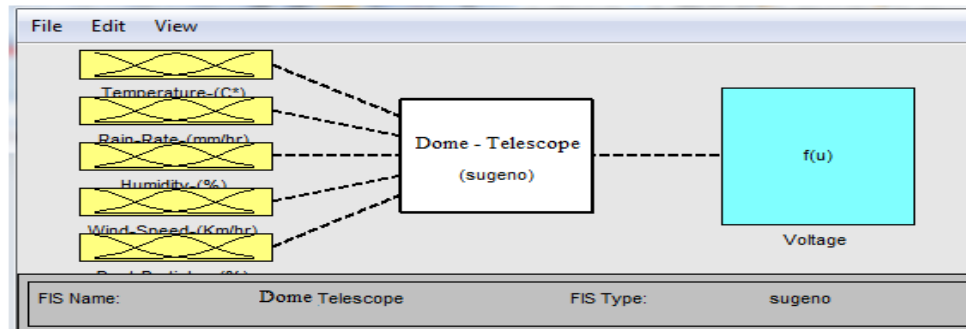 File Edit View
Temperature-(C*)
Rain-Rate-(mm/hr)
Humidity-(%)
Wind-Speed-(Km/hr)
Dome - Telescope
(sugeno)
f(u)
Voltage
FIS Name: Dome Telescope FIS Type: sugeno